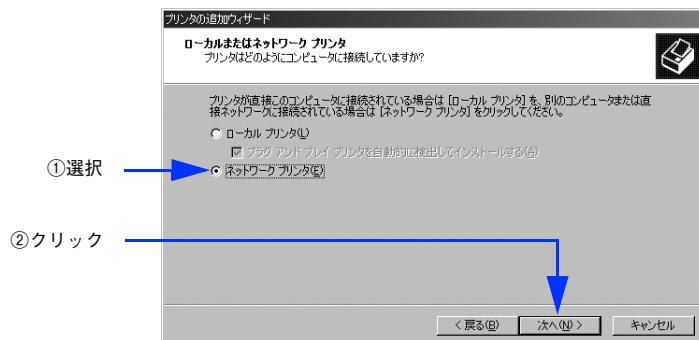 プリンタの追加ウィザード
ローカルまたはネットワーク プリンタ
プリンタはどのようにコンピュータに接続していますか?
プリンタが直接このコンピュータに接続されている場合は [ローカル プリンタ] を、別のコンピュータまたは直
接ネットワークに接続されている場合は [ネットワーク プリンタ] をクリックしてください。
ローカル プリンタ(L)
プラグ アンド プレイ プリンタを自動的に検出してインストールする(A)
①選択
ネットワーク プリンタ(E)
②クリック
< 戻る(B)
次へ(N) >
キャンセル